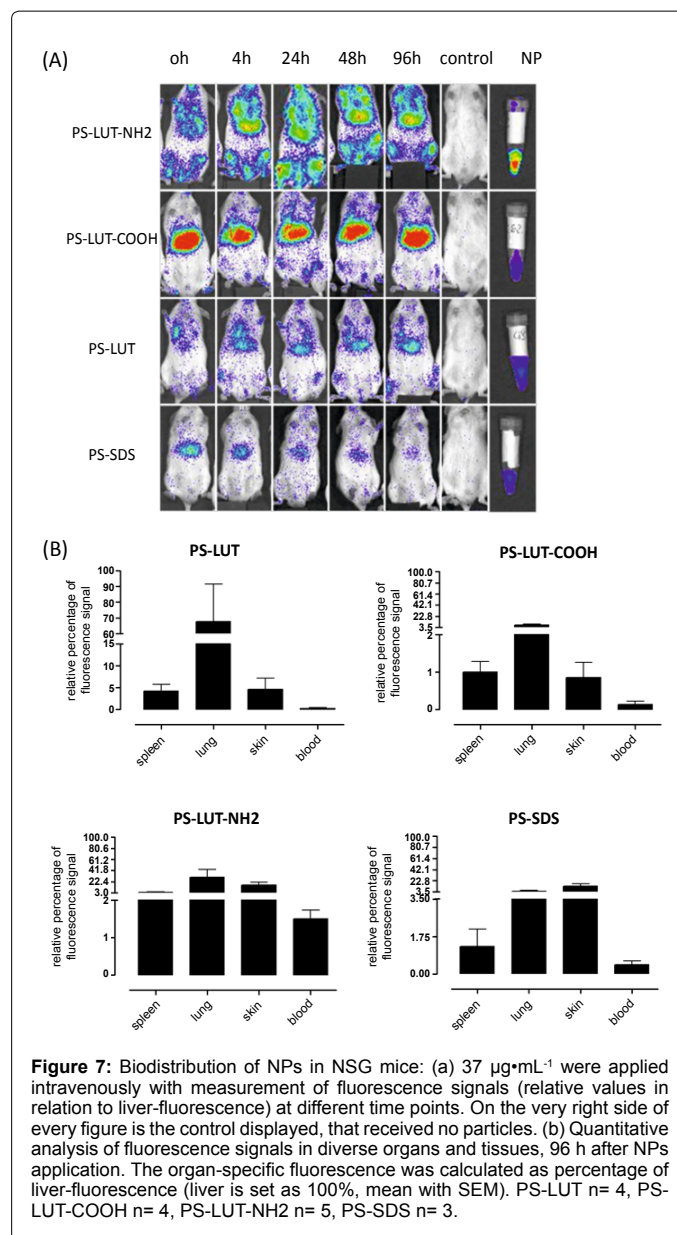 (A)
oh 4h 24h 48h 96h control NP
PS-LUT-NH2
PS-LUT-COOH
PS-LUT
PS-SDS
(B)
PS-LUT
relative percentage of
fluorescence signal
100
90
80
70
60
15
10
5
0
spleen lung skin blood
PS-LUT-COOH
relative percentage of
fluorescence signal
100.0
80.7
61.4
42.1
22.8
3.5
2
1
0
spleen lung skin blood
PS-LUT-NH2
relative percentage of
fluorescence signal
100.0
80.6
61.2
41.8
22.4
3.0
2
1
0
spleen lung skin blood
PS-SDS
relative percentage of
fluorescence signal
100.0
80.7
61.4
42.1
22.8
3.5
3.50
1.75
0.00
spleen lung skin blood
Figure 7: Biodistribution of NPs in NSG mice: (a) 37 µg•mL-1 were applied
intravenously with measurement of fluorescence signals (relative values in
relation to liver-fluorescence) at different time points. On the very right side of
every figure is the control displayed, that received no particles. (b) Quantitative
analysis of fluorescence signals in diverse organs and tissues, 96 h after NPs
application. The organ-specific fluorescence was calculated as percentage of
liver-fluorescence (liver is set as 100%, mean with SEM). PS-LUT n= 4, PS-
LUT-COOH n= 4, PS-LUT-NH2 n= 5, PS-SDS n= 3.